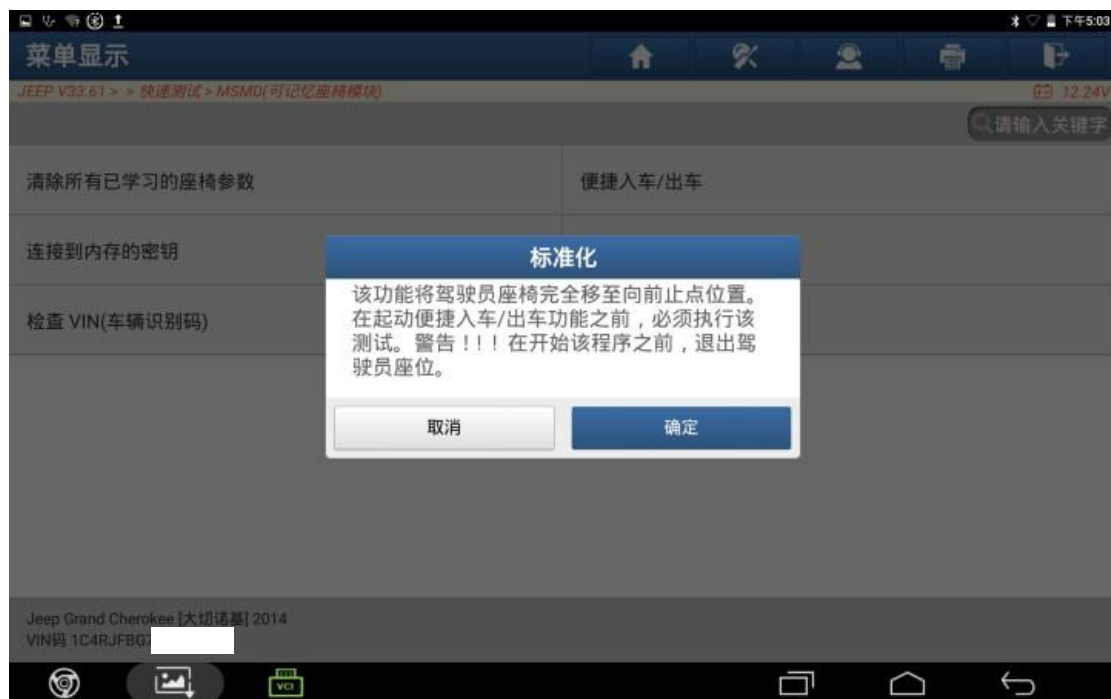 下午5:03
菜单显示
JEEP V33.61 > > 快速测试 > MSMD(可记忆座椅模块)
12.24V
请输入关键字
清除所有已学习的座椅参数
便捷入车/出车
连接到内存的密钥
检查 VIN(车辆识别码)
标准化
该功能将驾驶员座椅完全移至向前止点位置。
在起动便捷入车/出车功能之前，必须执行该
测试。警告！！！在开始该程序之前，退出驾
驶员座位。
取消
确定
Jeep Grand Cherokee [大切诺基] 2014
VIN码 1C4RJFBG
VCI